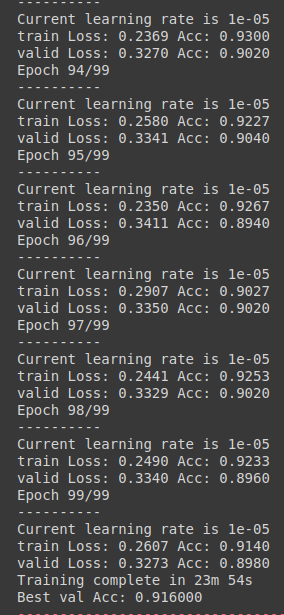 ----------
Current learning rate is 1e-05
train Loss: 0.2369 Acc: 0.9300
valid Loss: 0.3270 Acc: 0.9020
Epoch 94/99
----------
Current learning rate is 1e-05
train Loss: 0.2580 Acc: 0.9227
valid Loss: 0.3341 Acc: 0.9040
Epoch 95/99
----------
Current learning rate is 1e-05
train Loss: 0.2350 Acc: 0.9267
valid Loss: 0.3411 Acc: 0.8940
Epoch 96/99
----------
Current learning rate is 1e-05
train Loss: 0.2907 Acc: 0.9027
valid Loss: 0.3350 Acc: 0.9020
Epoch 97/99
----------
Current learning rate is 1e-05
train Loss: 0.2441 Acc: 0.9253
valid Loss: 0.3329 Acc: 0.9020
Epoch 98/99
----------
Current learning rate is 1e-05
train Loss: 0.2490 Acc: 0.9233
valid Loss: 0.3340 Acc: 0.8960
Epoch 99/99
----------
Current learning rate is 1e-05
train Loss: 0.2607 Acc: 0.9140
valid Loss: 0.3273 Acc: 0.8980
Training complete in 23m 54s
Best val Acc: 0.916000